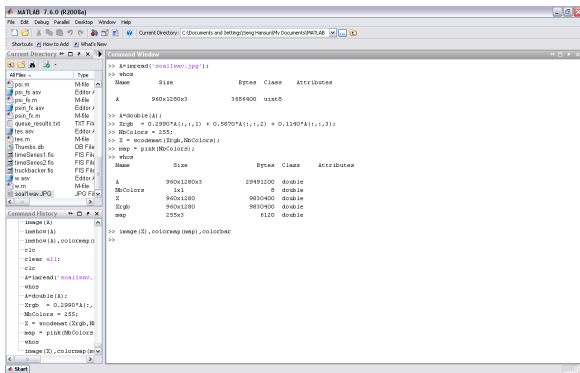 MATLAB 7.6.0 (R2008a)
File Edit Debug Parallel Desktop Window Help
Current Directory: C:\Documents and Settings\Seng Hansun\My Documents\MATLAB
Shortcuts How to Add What's New
Current Directory
All Files Type
psi.m M-file
psi_fs.asv Editor A
psi_fs.m M-file
psin_fx.asv Editor A
psin_fx.m M-file
queue_results.txt TXT File
tes.asv Editor A
tes.m M-file
Thumbs.db DB File
timeSeries1.fis FIS File
timeSeries2.fis FIS File
truckbacker.fis FIS File
w.asv Editor A
w.m M-file
soal1wav.JPG JPG Fil
Command History
image(A)
imshow(A)
imshow(A),colormap(m
clc
clear all;
clc
A=imread('soal1wav.
whos
A=double(A);
Xrgb = 0.2990*A(:,
NbColors = 255;
X = wcodemat(Xrgb,Nb
map = pink(NbColors
whos
image(X),colormap(ma
Start
Command Window
>> A=imread('soal1wav.jpg');
>> whos
Name Size Bytes Class Attributes
A 960x1280x3 3686400 uint8
>> A=double(A);
>> Xrgb = 0.2990*A(:,:,1) + 0.5870*A(:,:,2) + 0.1140*A(:,:,3);
>> NbColors = 255;
>> X = wcodemat(Xrgb,NbColors);
>> map = pink(NbColors);
>> whos
Name Size Bytes Class Attributes
A 960x1280x3 29491200 double
NbColors 1x1 8 double
X 960x1280 9830400 double
Xrgb 960x1280 9830400 double
map 255x3 6120 double
>> image(X),colormap(map),colorbar
>>